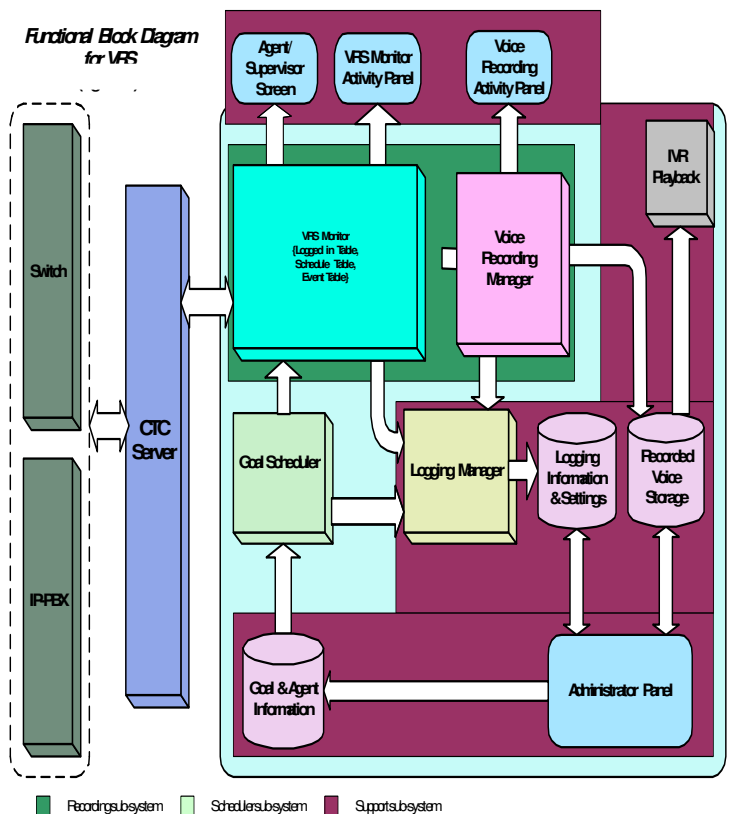 Functional Block Diagram
for VRS
Agent/
Supervisor
Screen
VRS Monitor
Activity Panel
Voice
Recording
Activity Panel
IVR
Playback
Switch
VRS Monitor
{Logged in Table,
Schedule Table,
Event Table}
Voice
Recording
Manager
CTC
Server
Goal Scheduler
Logging Manager
Logging
Information
& Settings
Recorded
Voice
Storage
IP-PBX
Goal & Agent
Information
Administrator Panel
Recording subsystem
Scheduler subsystem
Support subsystem